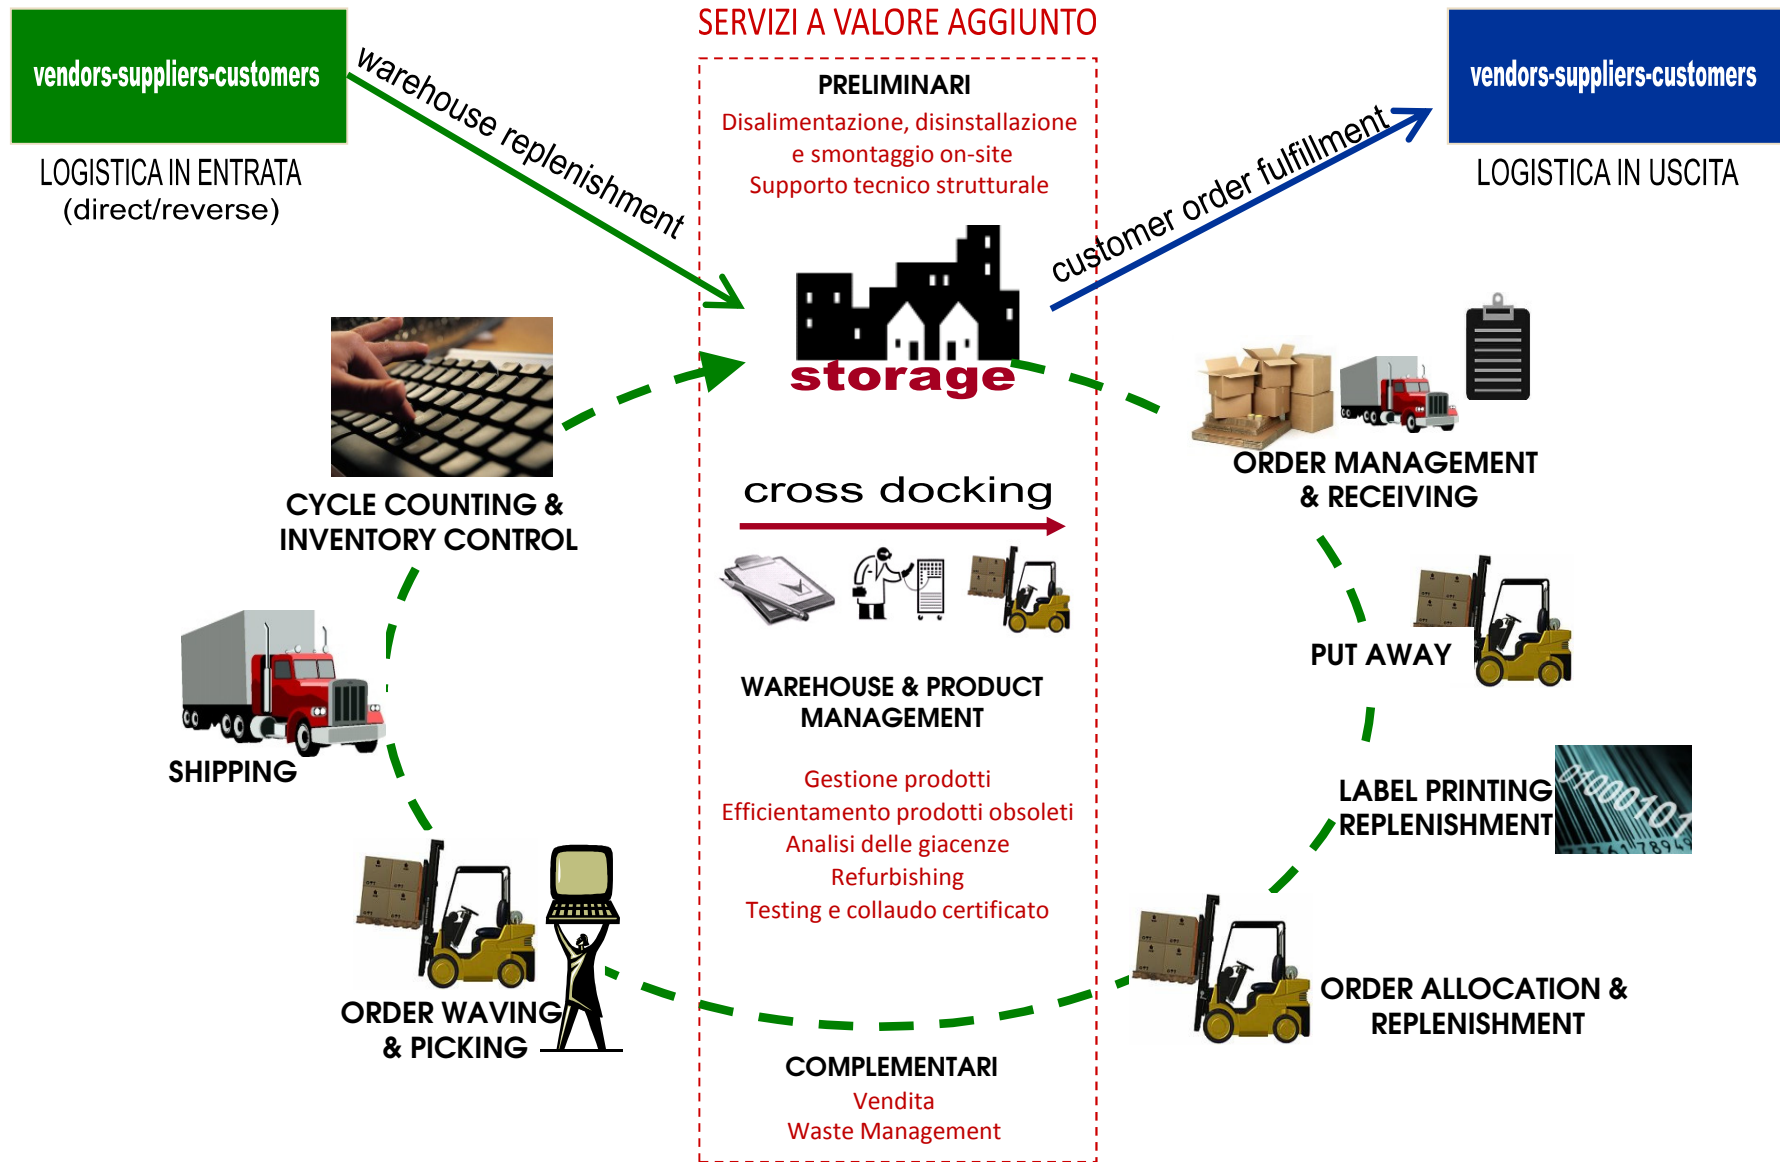 SERVIZI A VALORE AGGIUNTO
vendors-suppliers-customers
LOGISTICA IN ENTRATA
(direct/reverse)
warehouse replenishment
PRELIMINARI
Disalimentazione, disinstallazione
e smontaggio on-site
Supporto tecnico strutturale
customer order fulfillment
vendors-suppliers-customers
LOGISTICA IN USCITA
storage
CYCLE COUNTING &
INVENTORY CONTROL
cross docking
ORDER MANAGEMENT
& RECEIVING
PUT AWAY
WAREHOUSE & PRODUCT
MANAGEMENT
SHIPPING
Gestione prodotti
Efficientamento prodotti obsoleti
Analisi delle giacenze
Refurbishing
Testing e collaudo certificato
LABEL PRINTING
REPLENISHMENT
01000101
ORDER WAVING
& PICKING
ORDER ALLOCATION &
REPLENISHMENT
COMPLEMENTARI
Vendita
Waste Management